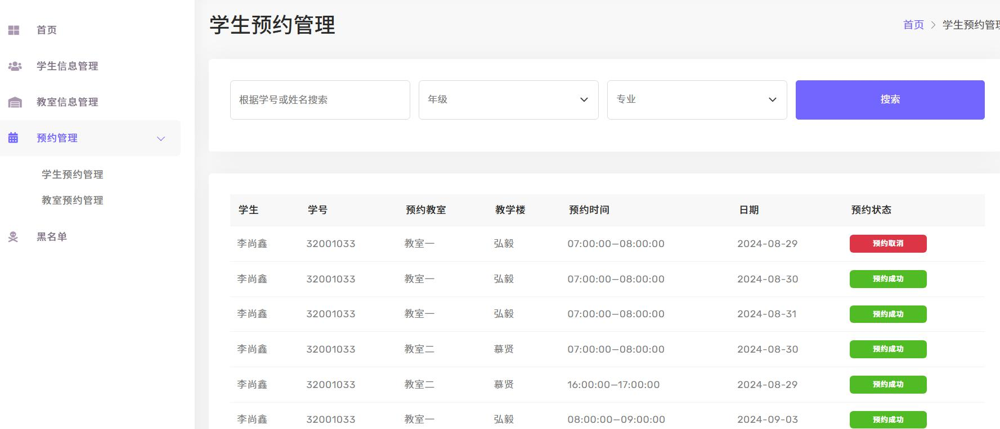 首页
学生信息管理
教室信息管理
预约管理
学生预约管理
教室预约管理
黑名单
学生预约管理
首页 学生预约管理
根据学号或姓名搜索 年级 专业 搜索
学生 学号 预约教室 教学楼 预约时间 日期 预约状态
李尚鑫 32001033 教室一 弘毅 07:00:00—08:00:00 2024-08-29 预约取消
李尚鑫 32001033 教室一 弘毅 07:00:00—08:00:00 2024-08-30 预约成功
李尚鑫 32001033 教室一 弘毅 07:00:00—08:00:00 2024-08-31 预约成功
李尚鑫 32001033 教室二 慕贤 07:00:00—08:00:00 2024-08-30 预约成功
李尚鑫 32001033 教室二 慕贤 16:00:00—17:00:00 2024-08-29 预约成功
李尚鑫 32001033 教室一 弘毅 08:00:00—09:00:00 2024-09-03 预约成功